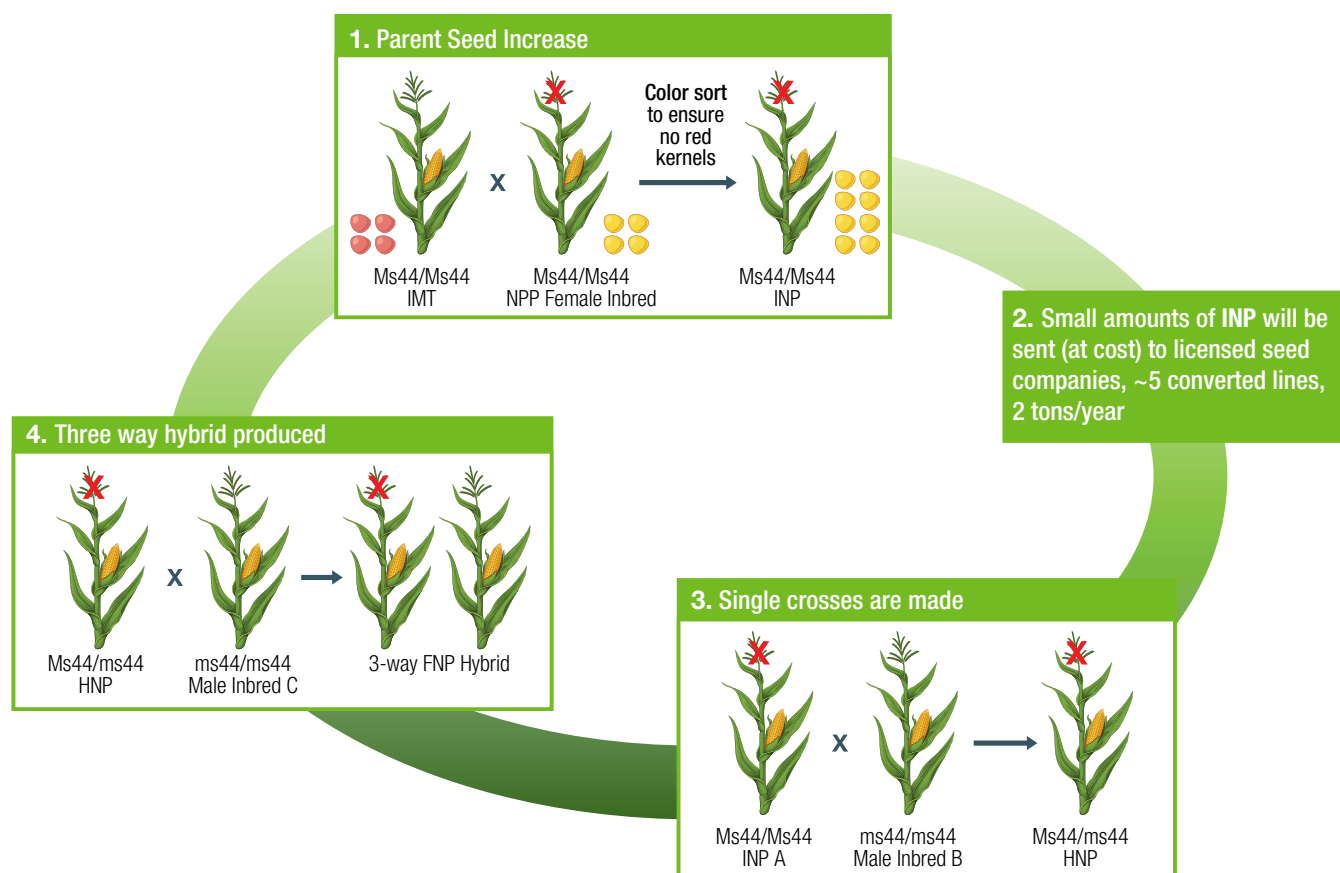 1. Parent Seed Increase
Color sort
to ensure
no red
kernels
X
X
x
Ms44/Ms44
IMT
Ms44/Ms44
NPP Female Inbred
Ms44/Ms44
INP
2. Small amounts of INP will be
sent (at cost) to licensed seed
companies, ~5 converted lines,
2 tons/year
3. Single crosses are made
X
X
x
Ms44/Ms44
INP A
ms44/ms44
Male Inbred B
Ms44/ms44
HNP
4. Three way hybrid produced
X
X
x
Ms44/ms44
HNP
ms44/ms44
Male Inbred C
3-way FNP Hybrid